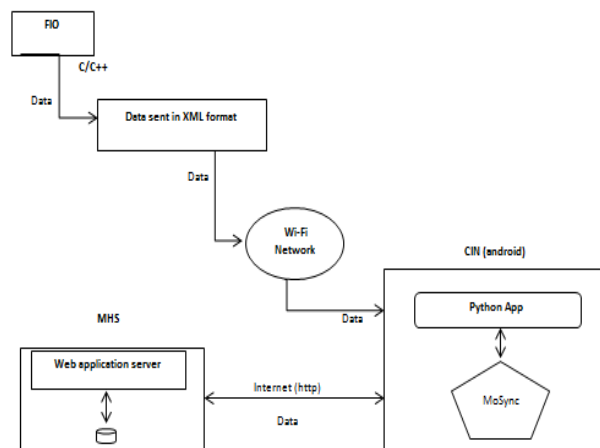 FIO
C/C++
Data
Data sent in XML format
Data
Wi-Fi
Network
CIN (android)
Data
Python App
MoSync
MHS
Web application server
Internet (http)
Data